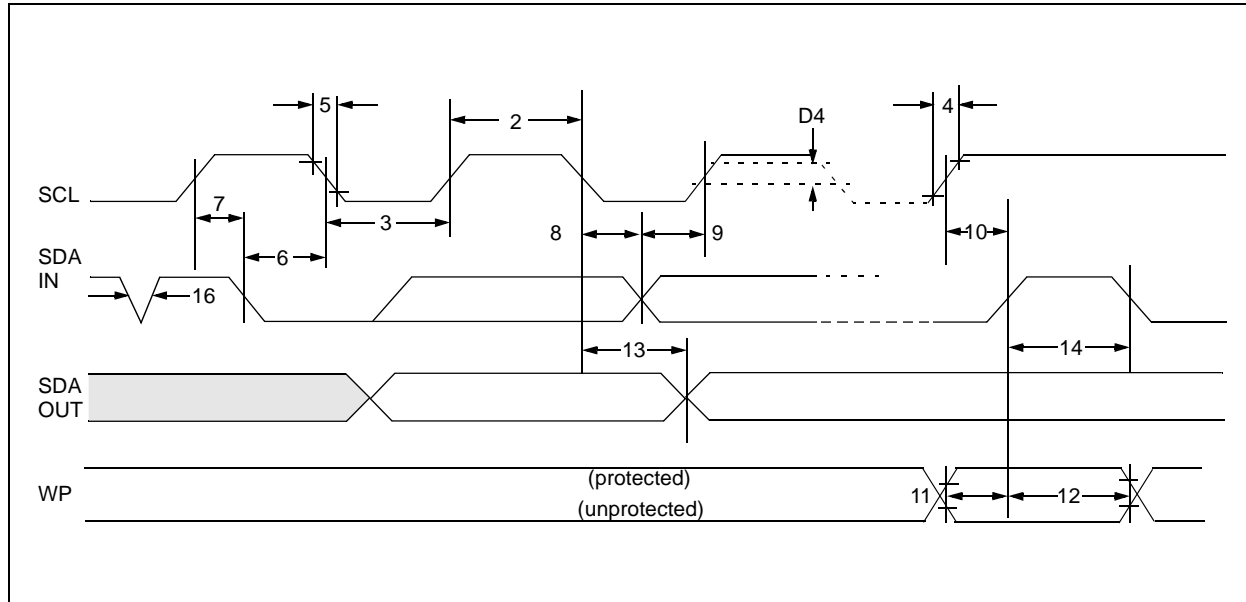 5
2
D4
4
SCL
7
3
8
9
10
SDA
IN
6
16
13
14
SDA
OUT
WP
(protected)
(unprotected)
11
12